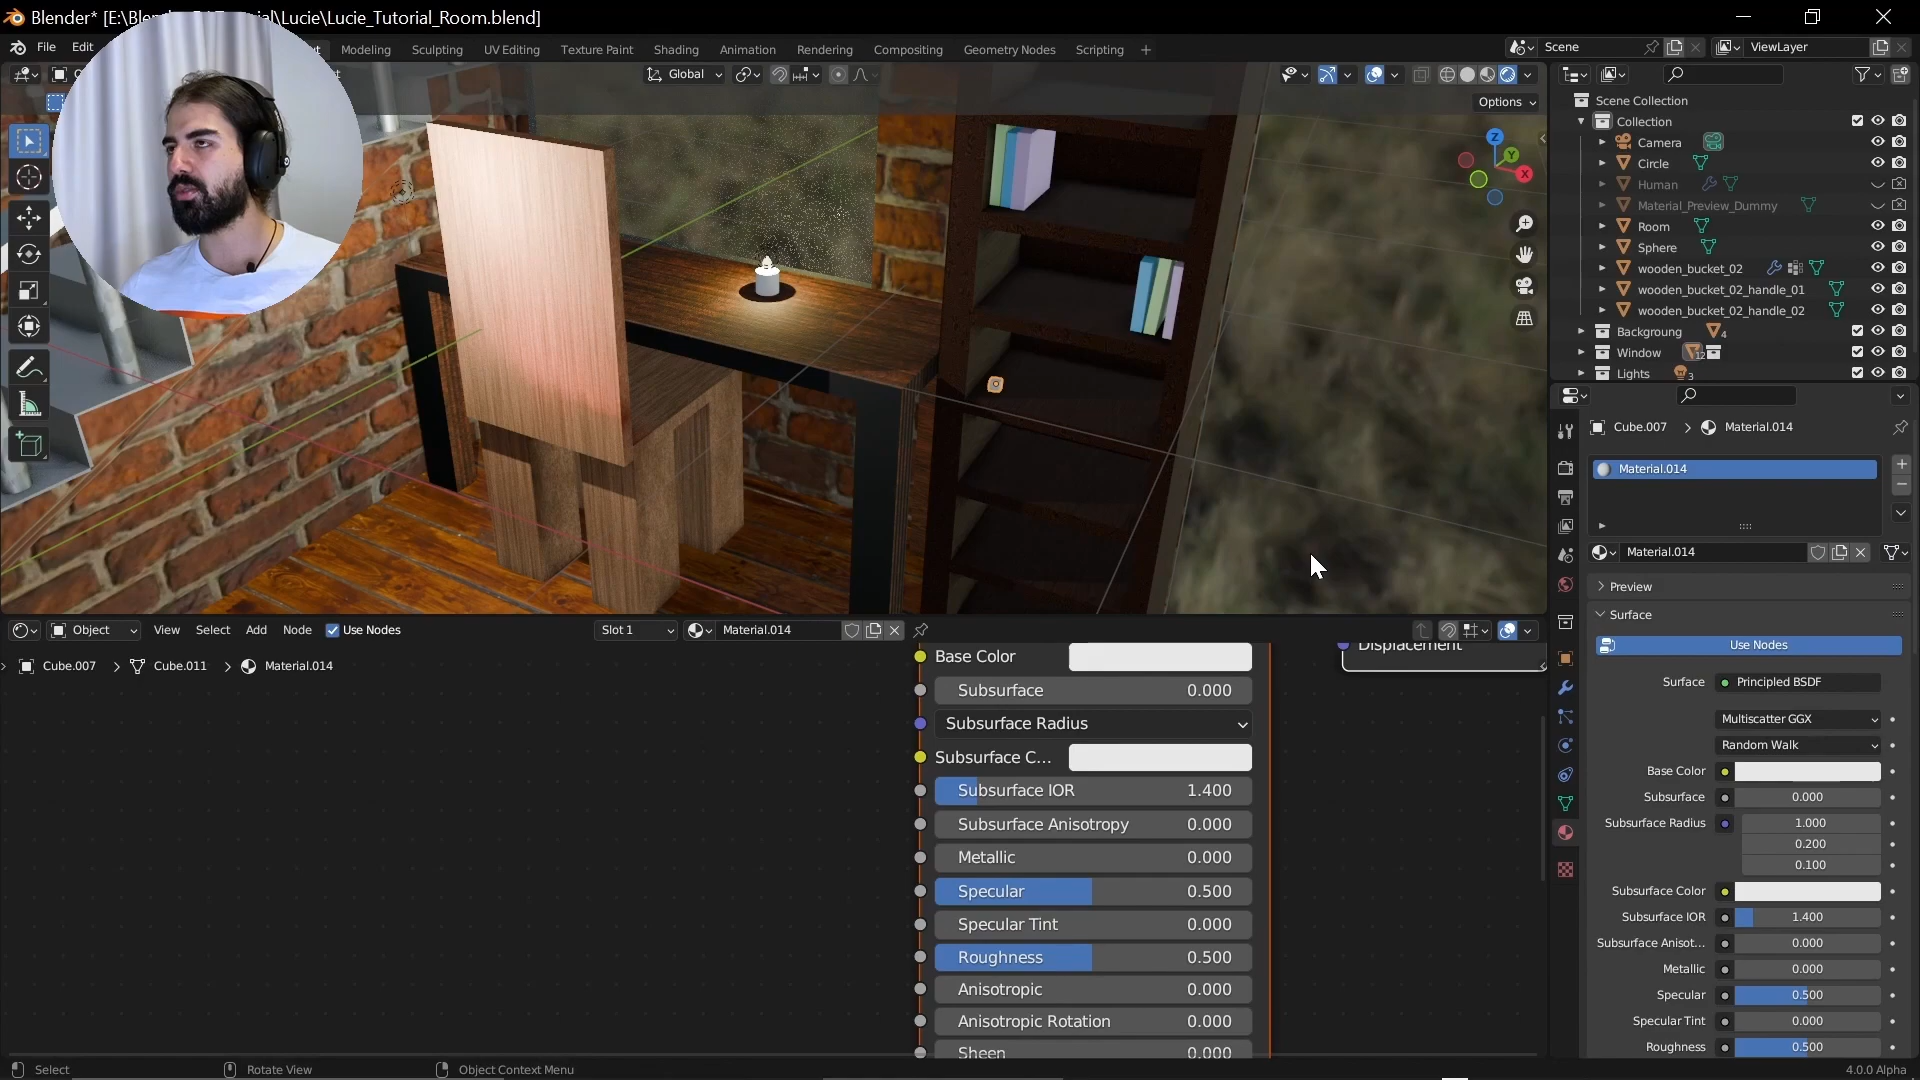 Blender* [E:\Blen
\Lucie\Lucie_Tutorial_Room.blend]
File Edit
Modeling Sculpting UV Editing Texture Paint Shading Animation Rendering Compositing Geometry Nodes Scripting +
Scene ViewLayer
Global
Options
Z
Y
X
Scene Collection
Collection
Camera
Circle
Human
Material_Preview_Dummy
Room
Sphere
wooden_bucket_02
wooden_bucket_02_handle_01
wooden_bucket_02_handle_02
Backgroung 4
Window 12
Lights 3
Cube.007 > Material.014
Material.014
Material.014
Preview
Surface
Use Nodes
Surface Principled BSDF
Multiscatter GGX
Random Walk
Base Color
Subsurface 0.000
Subsurface Radius 1.000
0.200
0.100
Subsurface Color
Subsurface IOR 1.400
Subsurface Anisot... 0.000
Metallic 0.000
Specular 0.500
Specular Tint 0.000
Roughness 0.500
Object View Select Add Node Use Nodes Slot 1 Material.014
Cube.007 > Cube.011 > Material.014
Displacement
Base Color
Subsurface 0.000
Subsurface Radius
Subsurface C...
Subsurface IOR 1.400
Subsurface Anisotropy 0.000
Metallic 0.000
Specular 0.500
Specular Tint 0.000
Roughness 0.500
Anisotropic 0.000
Anisotropic Rotation 0.000
Sheen 0.000
Select Rotate View Object Context Menu
4.0.0 Alpha